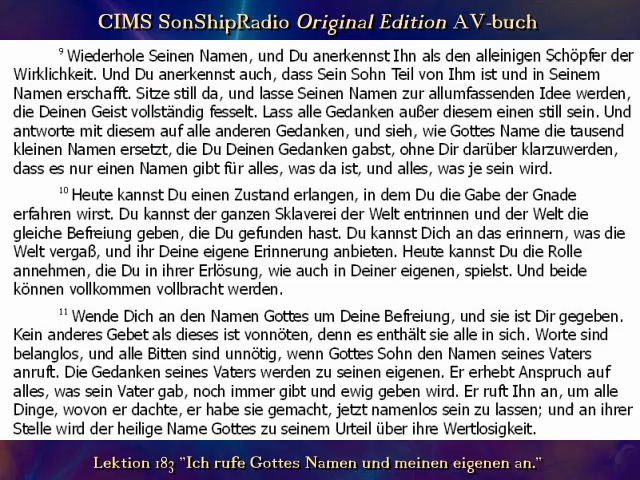 CIMS SonShipRadio Original Edition AV-buch
9 Wiederhole Seinen Namen, und Du anerkennst Ihn als den alleinigen Schöpfer der
Wirklichkeit. Und Du anerkennst auch, dass Sein Sohn Teil von Ihm ist und in Seinem
Namen erschafft. Sitze still da, und lasse Seinen Namen zur allumfassenden Idee werden,
die Deinen Geist vollständig fesselt. Lass alle Gedanken außer diesem einen still sein. Und
antworte mit diesem auf alle anderen Gedanken, und sieh, wie Gottes Name die tausend
kleinen Namen ersetzt, die Du Deinen Gedanken gabst, ohne Dir darüber klarzuwerden,
dass es nur einen Namen gibt für alles, was da ist, und alles, was je sein wird.
10 Heute kannst Du einen Zustand erlangen, in dem Du die Gabe der Gnade
erfahren wirst. Du kannst der ganzen Sklaverei der Welt entrinnen und der Welt die
gleiche Befreiung geben, die Du gefunden hast. Du kannst Dich an das erinnern, was die
Welt vergaß, und ihr Deine eigene Erinnerung anbieten. Heute kannst Du die Rolle
annehmen, die Du in ihrer Erlösung, wie auch in Deiner eigenen, spielst. Und beide
können vollkommen vollbracht werden.
11 Wende Dich an den Namen Gottes um Deine Befreiung, und sie ist Dir gegeben.
Kein anderes Gebet als dieses ist vonnöten, denn es enthält sie alle in sich. Worte sind
belanglos, und alle Bitten sind unnötig, wenn Gottes Sohn den Namen seines Vaters
anruft. Die Gedanken seines Vaters werden zu seinen eigenen. Er erhebt Anspruch auf
alles, was sein Vater gab, noch immer gibt und ewig geben wird. Er ruft Ihn an, um alle
Dinge, wovon er dachte, er habe sie gemacht, jetzt namenlos sein zu lassen; und an ihrer
Stelle wird der heilige Name Gottes zu seinem Urteil über ihre Wertlosigkeit.
Lektion 183 "Ich rufe Gottes Namen und meinen eigenen an."